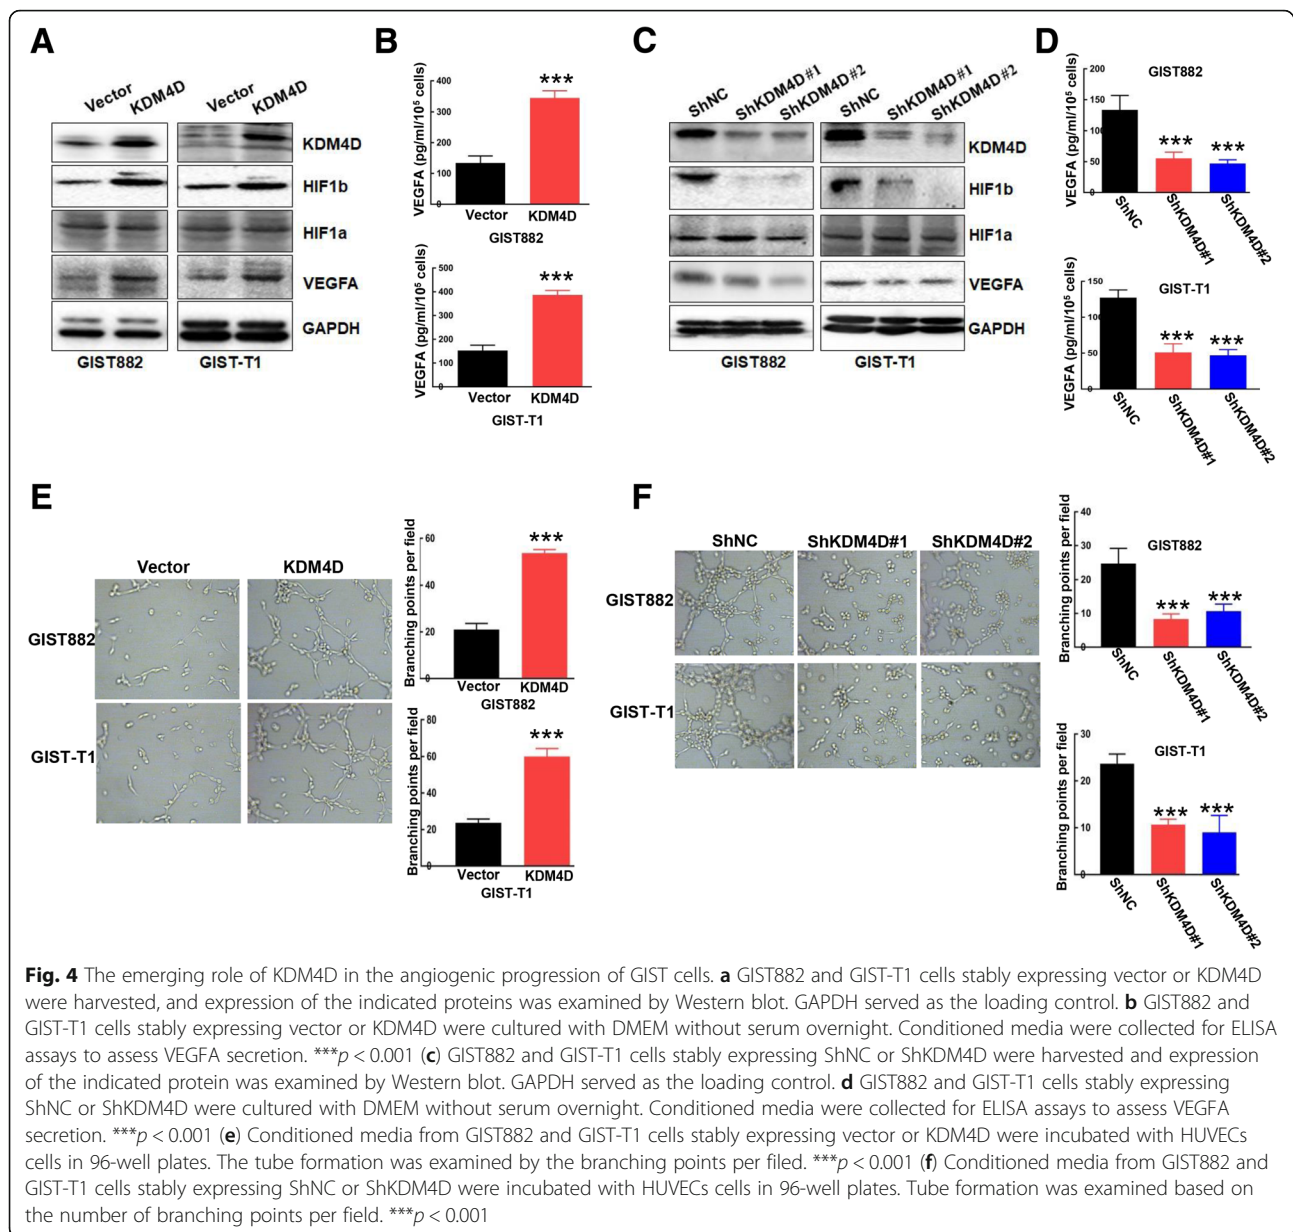 A
Vector
KDM4D
Vector
KDM4D
KDM4D
HIF1b
HIF1a
VEGFA
GAPDH
GIST882
GIST-T1
B
VEGFA (pg/ml/10⁵ cells)
500
400
300
200
100
0
***
Vector
KDM4D
GIST882
VEGFA (pg/ml/10⁵ cells)
500
400
300
200
100
0
***
Vector
KDM4D
GIST-T1
C
ShNC
ShKDM4D#1
ShKDM4D#2
ShNC
ShKDM4D#1
ShKDM4D#2
KDM4D
HIF1b
HIF1a
VEGFA
GAPDH
GIST882
GIST-T1
D
GIST882
VEGFA (pg/ml/10⁵ cells)
200
150
100
50
0
***
***
ShNC
ShKDM4D#1
ShKDM4D#2
GIST-T1
VEGFA (pg/ml/10⁵ cells)
150
100
50
0
***
***
ShNC
ShKDM4D#1
ShKDM4D#2
E
Vector
KDM4D
GIST882
GIST-T1
Branching points per field
60
40
20
0
***
Vector
KDM4D
GIST882
Branching points per field
80
60
40
20
0
***
Vector
KDM4D
GIST-T1
F
ShNC
ShKDM4D#1
ShKDM4D#2
GIST882
GIST-T1
Branching points per field
40
30
20
10
0
GIST882
***
***
ShNC
ShKDM4D#1
ShKDM4D#2
Branching points per field
30
20
10
0
GIST-T1
***
***
ShNC
ShKDM4D#1
ShKDM4D#2
Fig. 4 The emerging role of KDM4D in the angiogenic progression of GIST cells. a GIST882 and GIST-T1 cells stably expressing vector or KDM4D
were harvested, and expression of the indicated proteins was examined by Western blot. GAPDH served as the loading control. b GIST882 and
GIST-T1 cells stably expressing vector or KDM4D were cultured with DMEM without serum overnight. Conditioned media were collected for ELISA
assays to assess VEGFA secretion. ***p < 0.001 (c) GIST882 and GIST-T1 cells stably expressing ShNC or ShKDM4D were harvested and expression
of the indicated protein was examined by Western blot. GAPDH served as the loading control. d GIST882 and GIST-T1 cells stably expressing
ShNC or ShKDM4D were cultured with DMEM without serum overnight. Conditioned media were collected for ELISA assays to assess VEGFA
secretion. ***p < 0.001 (e) Conditioned media from GIST882 and GIST-T1 cells stably expressing vector or KDM4D were incubated with HUVECs
cells in 96-well plates. The tube formation was examined by the branching points per filed. ***p < 0.001 (f) Conditioned media from GIST882 and
GIST-T1 cells stably expressing ShNC or ShKDM4D were incubated with HUVECs cells in 96-well plates. Tube formation was examined based on
the number of branching points per field. ***p < 0.001